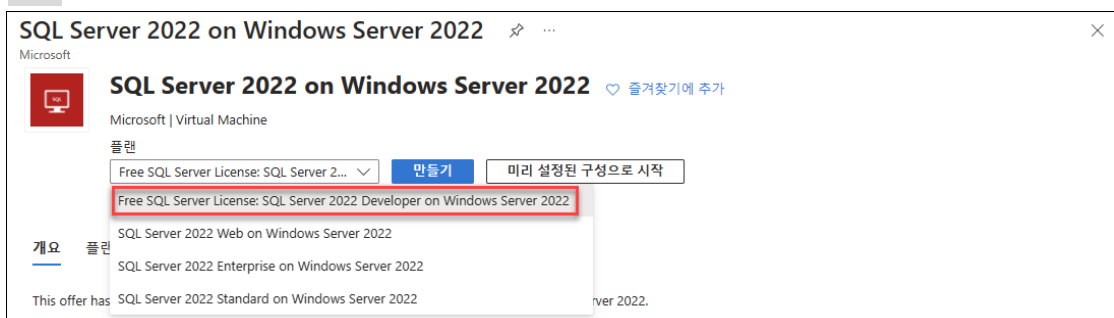 SQL Server 2022 on Windows Server 2022
Microsoft
SQL
SQL Server 2022 on Windows Server 2022 즐겨찾기에 추가
Microsoft | Virtual Machine
플랜
Free SQL Server License: SQL Server 2... 만들기 미리 설정된 구성으로 시작
Free SQL Server License: SQL Server 2022 Developer on Windows Server 2022
SQL Server 2022 Web on Windows Server 2022
개요 플랜
SQL Server 2022 Enterprise on Windows Server 2022
SQL Server 2022 Standard on Windows Server 2022
This offer has rver 2022.